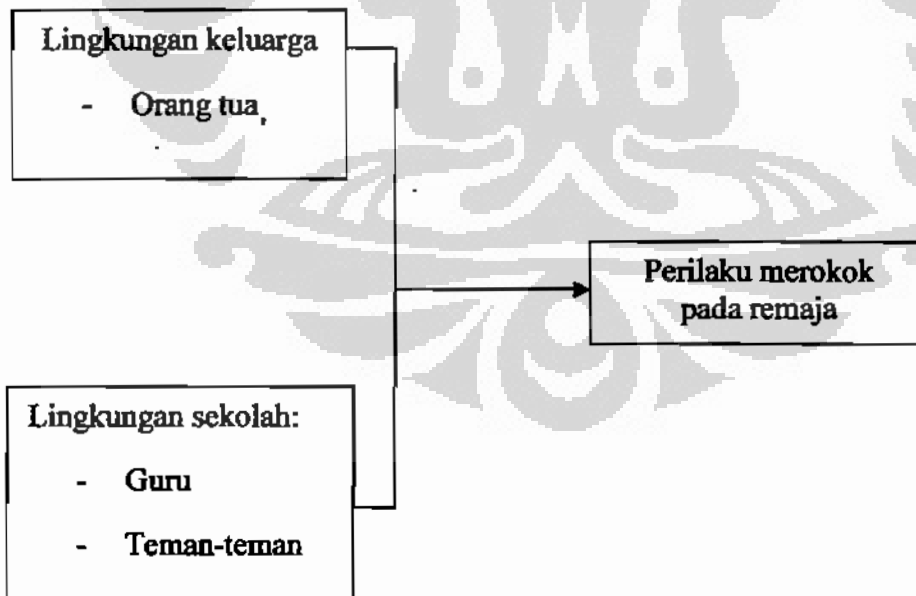 Lingkungan keluarga
- Orang tua
Lingkungan sekolah:
- Guru
- Teman-teman
Perilaku merokok
pada remaja